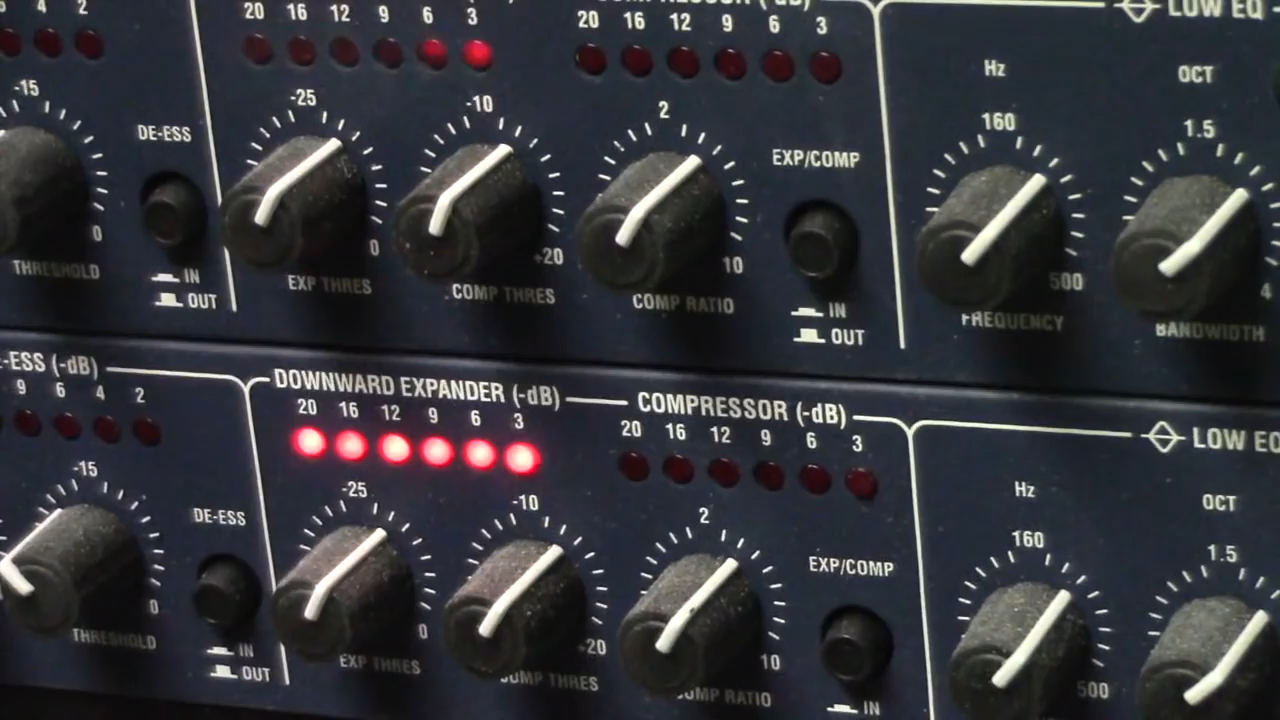 4 2
20 16 12 9 6 3
20 16 12 9 6 3
LOW EQ
-15
DE-ESS
-25
-10
2
EXP/COMP
Hz
OCT
160
1.5
0
0
+20
10
500
4
THRESHOLD
IN
OUT
EXP THRES
COMP THRES
COMP RATIO
IN
OUT
FREQUENCY
BANDWIDTH
-ESS (-dB)
DOWNWARD EXPANDER (-dB)
COMPRESSOR (-dB)
LOW EQ
9 6 4 2
20 16 12 9 6 3
20 16 12 9 6 3
-15
DE-ESS
-25
-10
2
EXP/COMP
Hz
OCT
160
1.5
0
0
+20
10
500
THRESHOLD
IN
OUT
EXP THRES
COMP THRES
COMP RATIO
IN